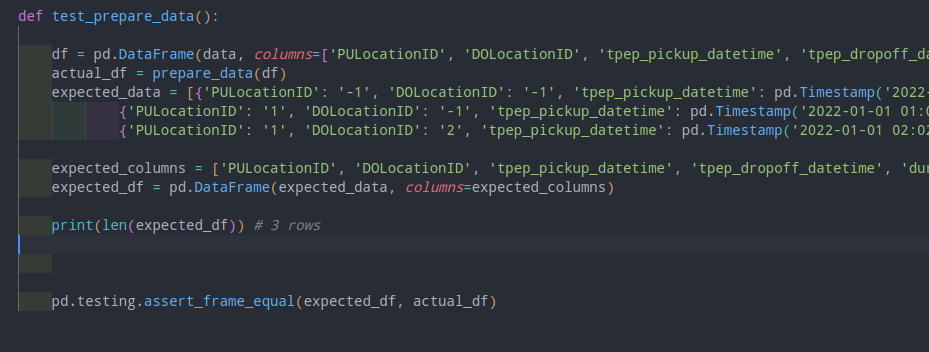 def test_prepare_data():
df = pd.DataFrame(data, columns=['PULocationID', 'DOLocationID', 'tpep_pickup_datetime', 'tpep_dropoff_da
actual_df = prepare_data(df)
expected_data = [{'PULocationID': '-1', 'DOLocationID': '-1', 'tpep_pickup_datetime': pd.Timestamp('2022-
{'PULocationID': '1', 'DOLocationID': '-1', 'tpep_pickup_datetime': pd.Timestamp('2022-01-01 01:0
{'PULocationID': '1', 'DOLocationID': '2', 'tpep_pickup_datetime': pd.Timestamp('2022-01-01 02:02
expected_columns = ['PULocationID', 'DOLocationID', 'tpep_pickup_datetime', 'tpep_dropoff_datetime', 'dur
expected_df = pd.DataFrame(expected_data, columns=expected_columns)
print(len(expected_df)) # 3 rows
pd.testing.assert_frame_equal(expected_df, actual_df)